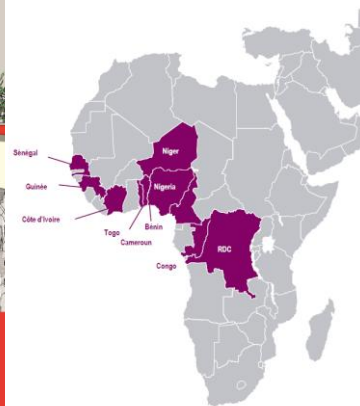 Niger
Sénégal
Nigeria
Guinée
Côte d'Ivoire
Bénin
Togo
Cameroun
RDC
Congo